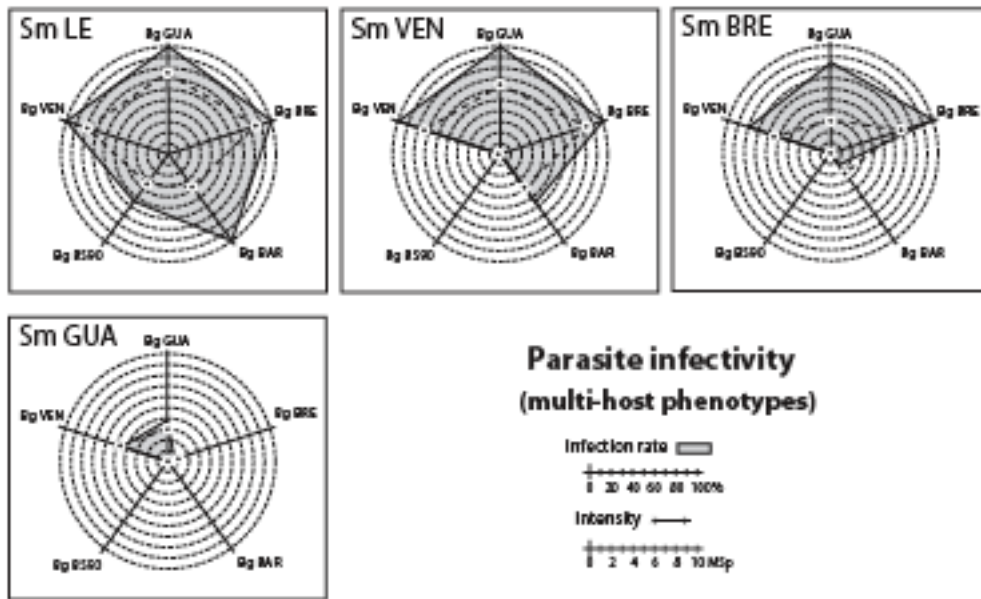 Sm LE
Bg GUA
Bg VEN
Bg BRE
Bg BS90
Bg BAR
Sm VEN
Bg GUA
Bg VEN
Bg BRE
Bg BS90
Bg BAR
Sm BRE
Bg GUA
Bg VEN
Bg BRE
Bg BS90
Bg BAR
Sm GUA
Bg GUA
Bg VEN
Bg BRE
Bg BS90
Bg BAR
Parasite infectivity
(multi-host phenotypes)
Infection rate
0 20 40 60 80 100%
Intensity
0 2 4 6 8 10 MSp